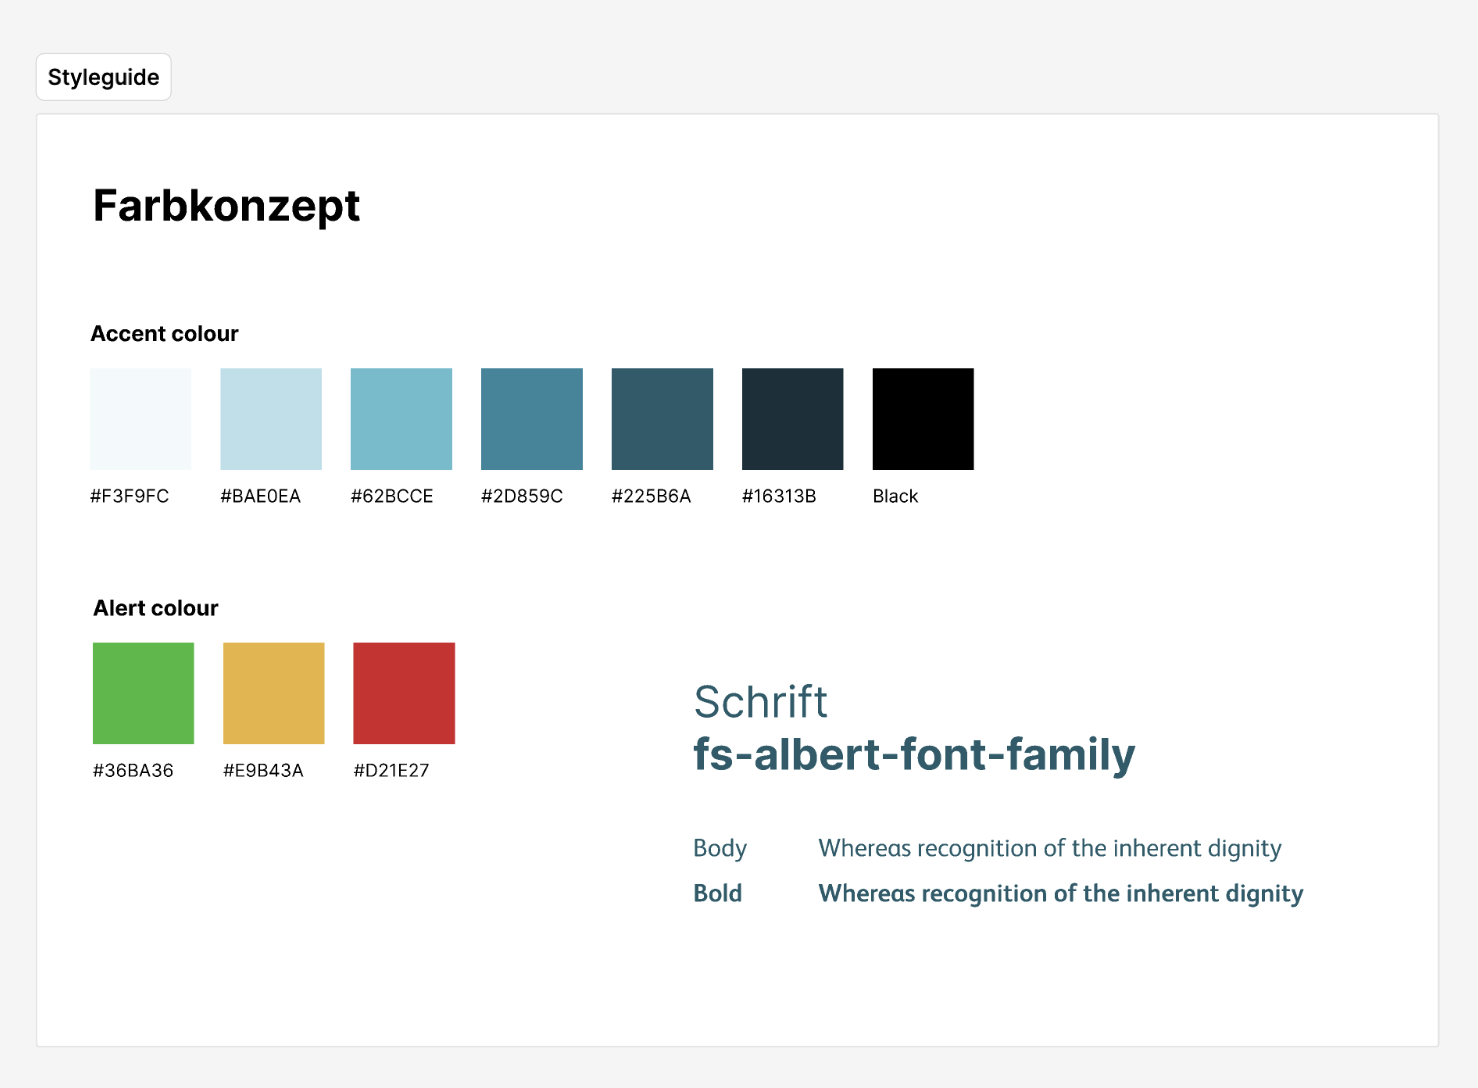 Styleguide
Farbkonzept
Accent colour
#F3F9FC #BAE0EA #62BCCE #2D859C #225B6A #16313B Black
Alert colour
#36BA36 #E9B43A #D21E27
Schrift
fs-albert-font-family
Body Whereas recognition of the inherent dignity
Bold Whereas recognition of the inherent dignity